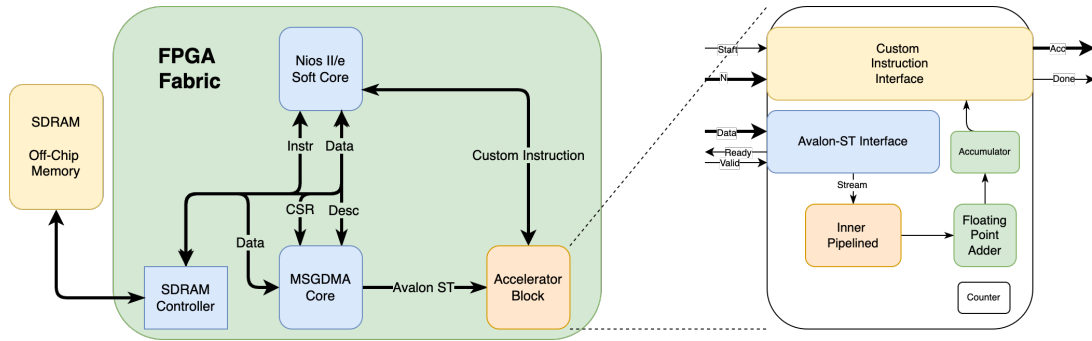 FPGA
Fabric
SDRAM
Off-Chip
Memory
Nios II/e
Soft Core
Instr
Data
Custom Instruction
CSR
Desc
Data
SDRAM
Controller
MSGDMA
Core
Avalon ST
Accelerator
Block
Start
N
Data
Ready
Valid
Custom
Instruction
Interface
Acc
Done
Avalon-ST Interface
Accumulator
Stream
Inner
Pipelined
Floating
Point
Adder
Counter